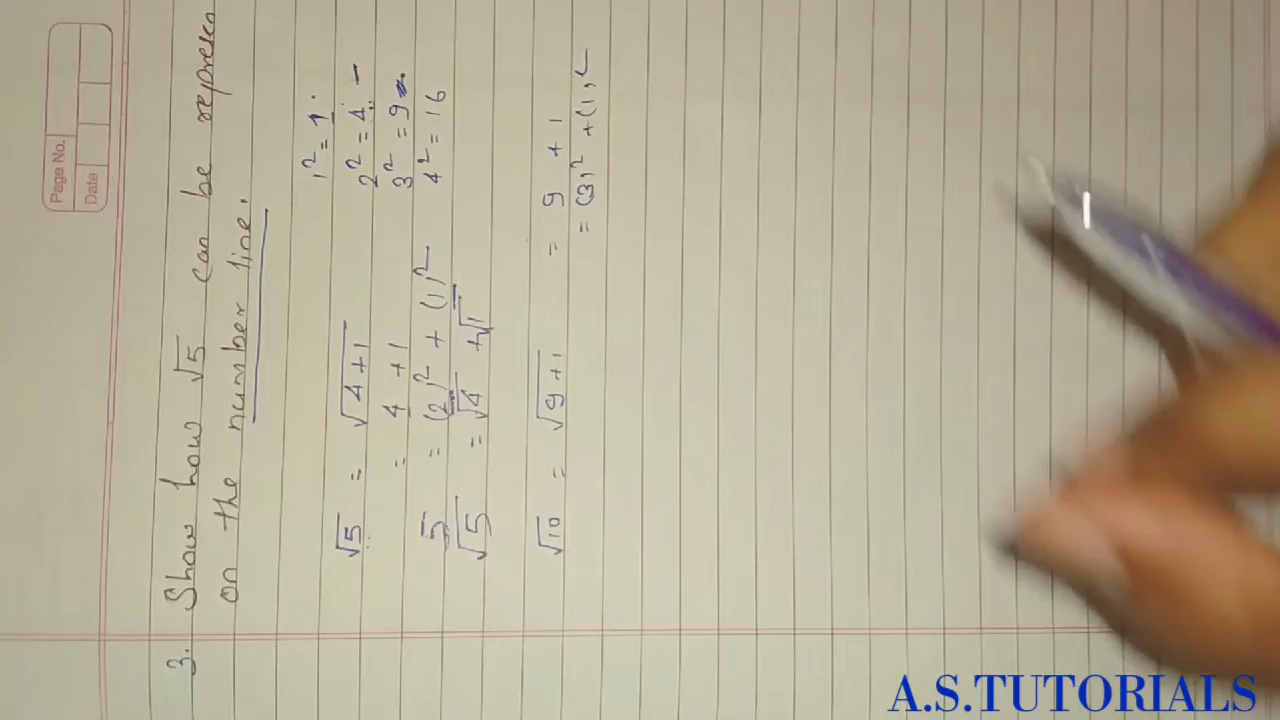 Page No.
Date
3. Show how √5 can be represen
on the number line.
1² = 1.
√5 = √4+1 2² = 4 -
= 4 + 1 3² = 9
5 = (2)² + (1)² 4² = 16
√5 = √4 + √1
√10 = √9+1 = 9 + 1
= (3)² + (1)²
A.S.TUTORIALS